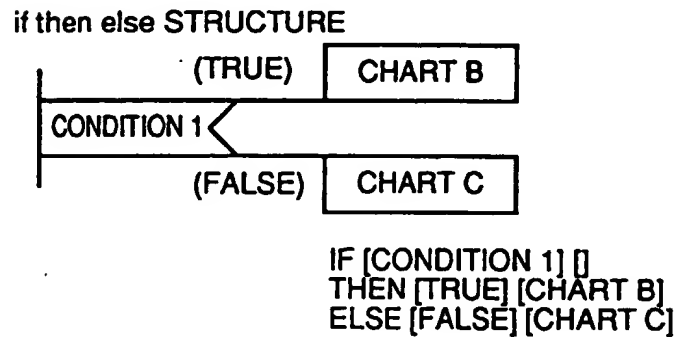 if then else STRUCTURE
(TRUE) CHART B
CONDITION 1
(FALSE) CHART C
IF [CONDITION 1] []
THEN [TRUE] [CHART B]
ELSE [FALSE] [CHART C]